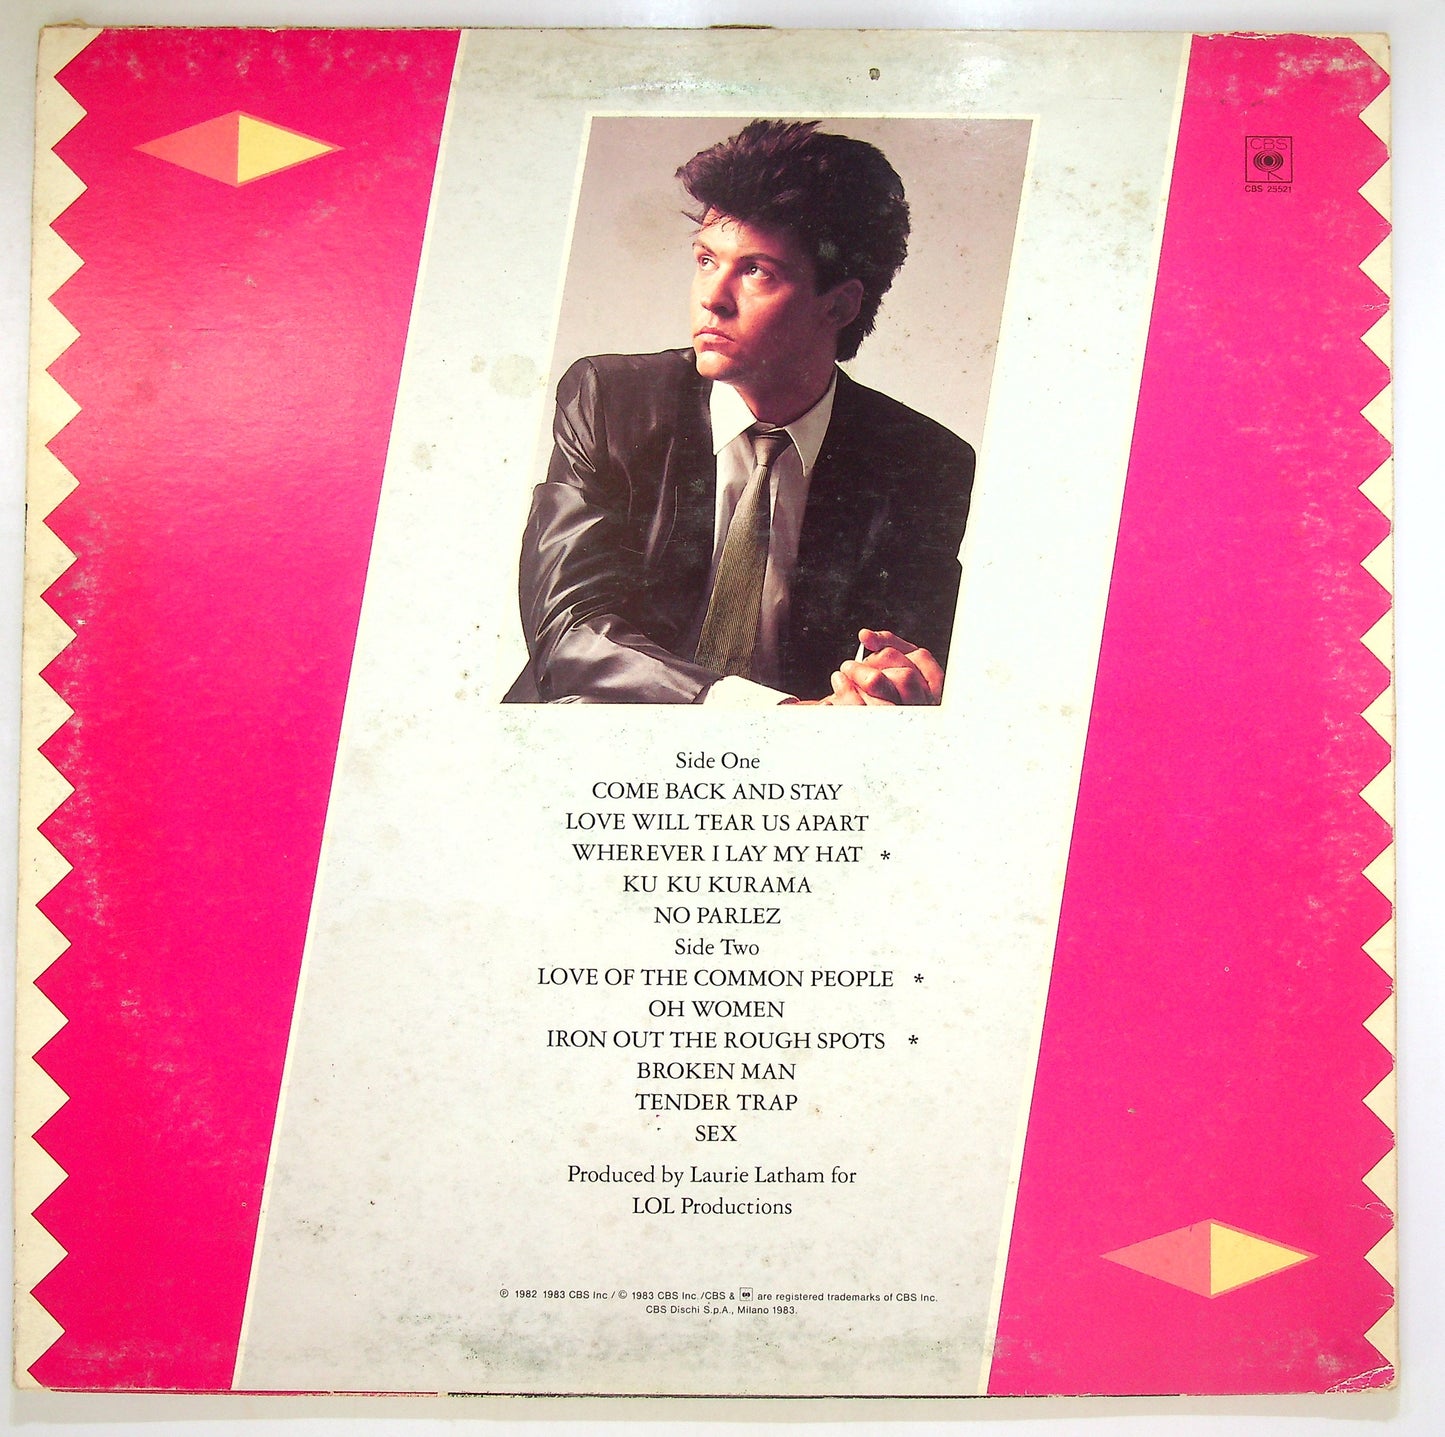 CBS
CBS 25521
Side One
COME BACK AND STAY
LOVE WILL TEAR US APART
WHEREVER I LAY MY HAT *
KU KU KURAMA
NO PARLEZ
Side Two
LOVE OF THE COMMON PEOPLE *
OH WOMEN
IRON OUT THE ROUGH SPOTS *
BROKEN MAN
TENDER TRAP
SEX
Produced by Laurie Latham for
LOL Productions
℗ 1982 1983 CBS Inc / © 1983 CBS Inc. /CBS & are registered trademarks of CBS Inc.
CBS Dischi S.p.A., Milano 1983.